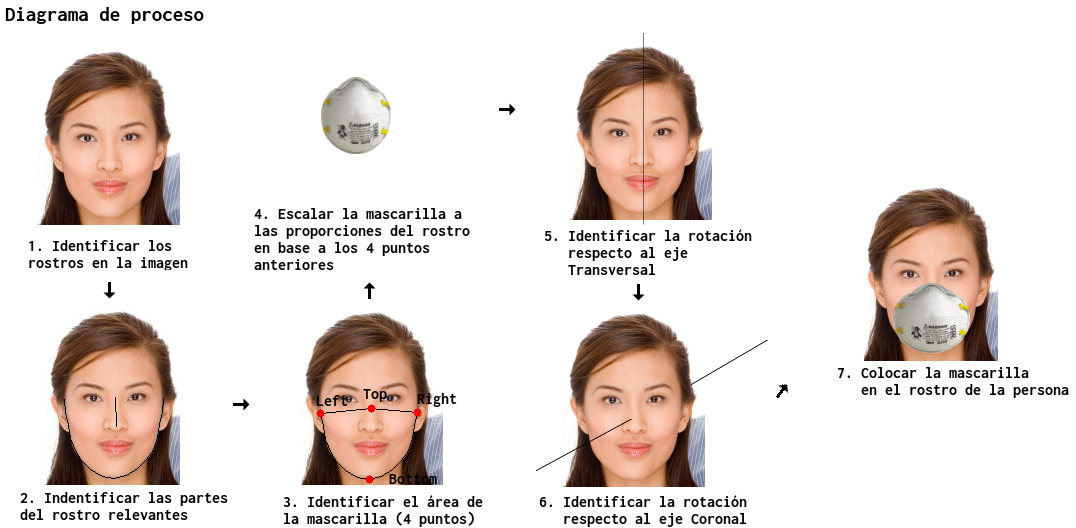 Diagrama de proceso
1. Identificar los
rostros en la imagen
2. Indentificar las partes
del rostro relevantes
Left
Top
Right
Bottom
3. Identificar el área de
la mascarilla (4 puntos)
4. Escalar la mascarilla a
las proporciones del rostro
en base a los 4 puntos
anteriores
5. Identificar la rotación
respecto al eje
Transversal
6. Identificar la rotación
respecto al eje Coronal
WARNING
7. Colocar la mascarilla
en el rostro de la persona